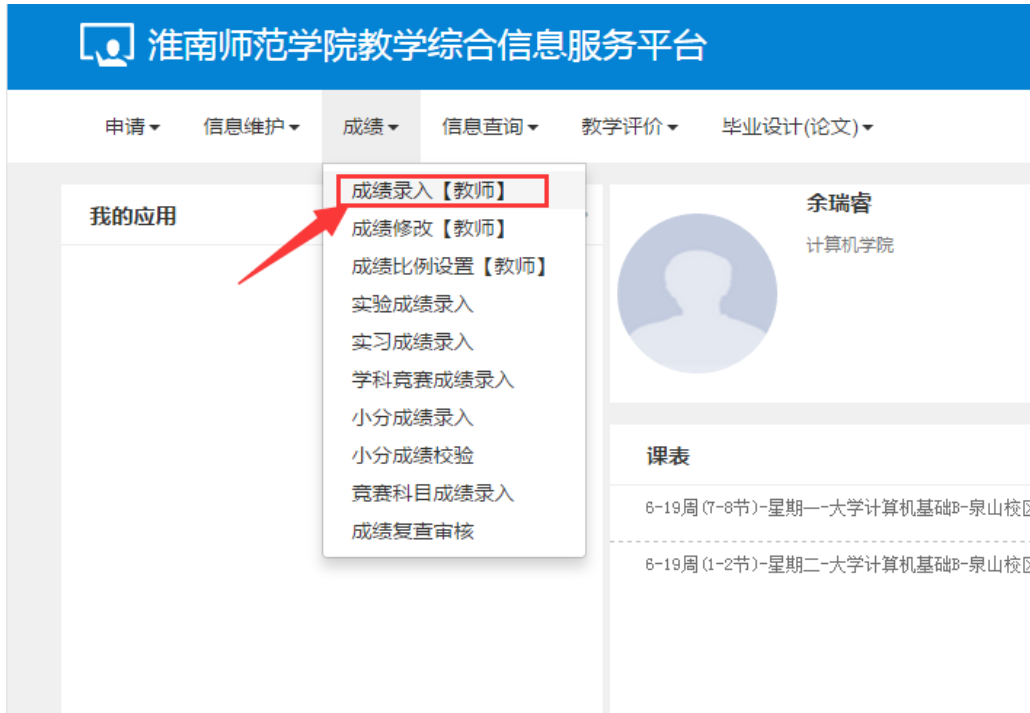 淮南师范学院教学综合信息服务平台
申请 信息维护 成绩 信息查询 教学评价 毕业设计(论文)
我的应用
成绩录入【教师】
成绩修改【教师】
成绩比例设置【教师】
实验成绩录入
实习成绩录入
学科竞赛成绩录入
小分成绩录入
小分成绩校验
竞赛科目成绩录入
成绩复查审核
余瑞睿
计算机学院
课表
6-19周(7-8节)-星期一-大学计算机基础B-泉山校区
6-19周(1-2节)-星期二-大学计算机基础B-泉山校区